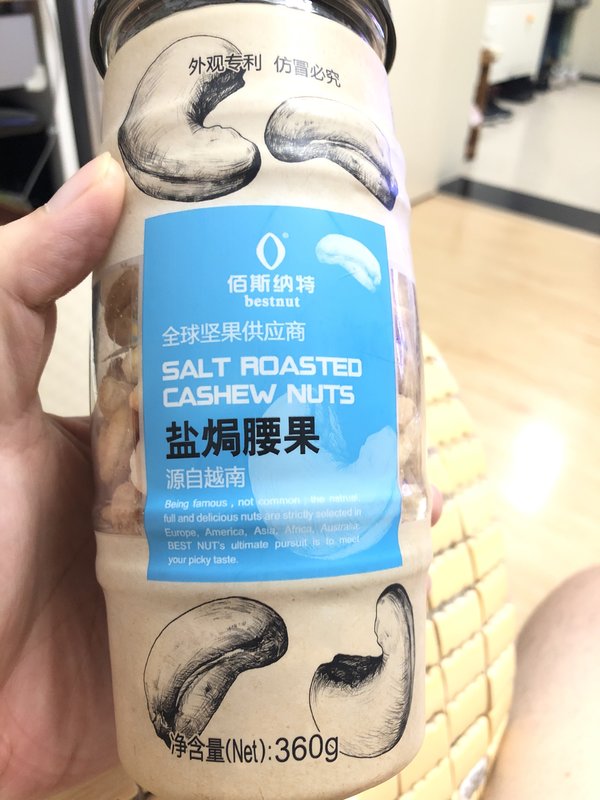 外观专利 仿冒必究
®
佰斯纳特
bestnut
全球坚果供应商
SALT ROASTED
CASHEW NUTS
盐焗腰果
源自越南
Being famous , not common ; the natural,
full and delicious nuts are strictly selected in
Europe, America, Asia, Africa, Australia
BEST NUT's ultimate pursuit is to meet
your picky taste.
净含量(Net): 360g